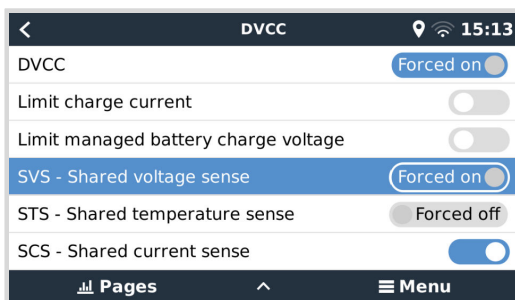 DVCC 15:13
DVCC Forced on
Limit charge current
Limit managed battery charge voltage
SVS - Shared voltage sense Forced on
STS - Shared temperature sense Forced off
SCS - Shared current sense
Pages Menu